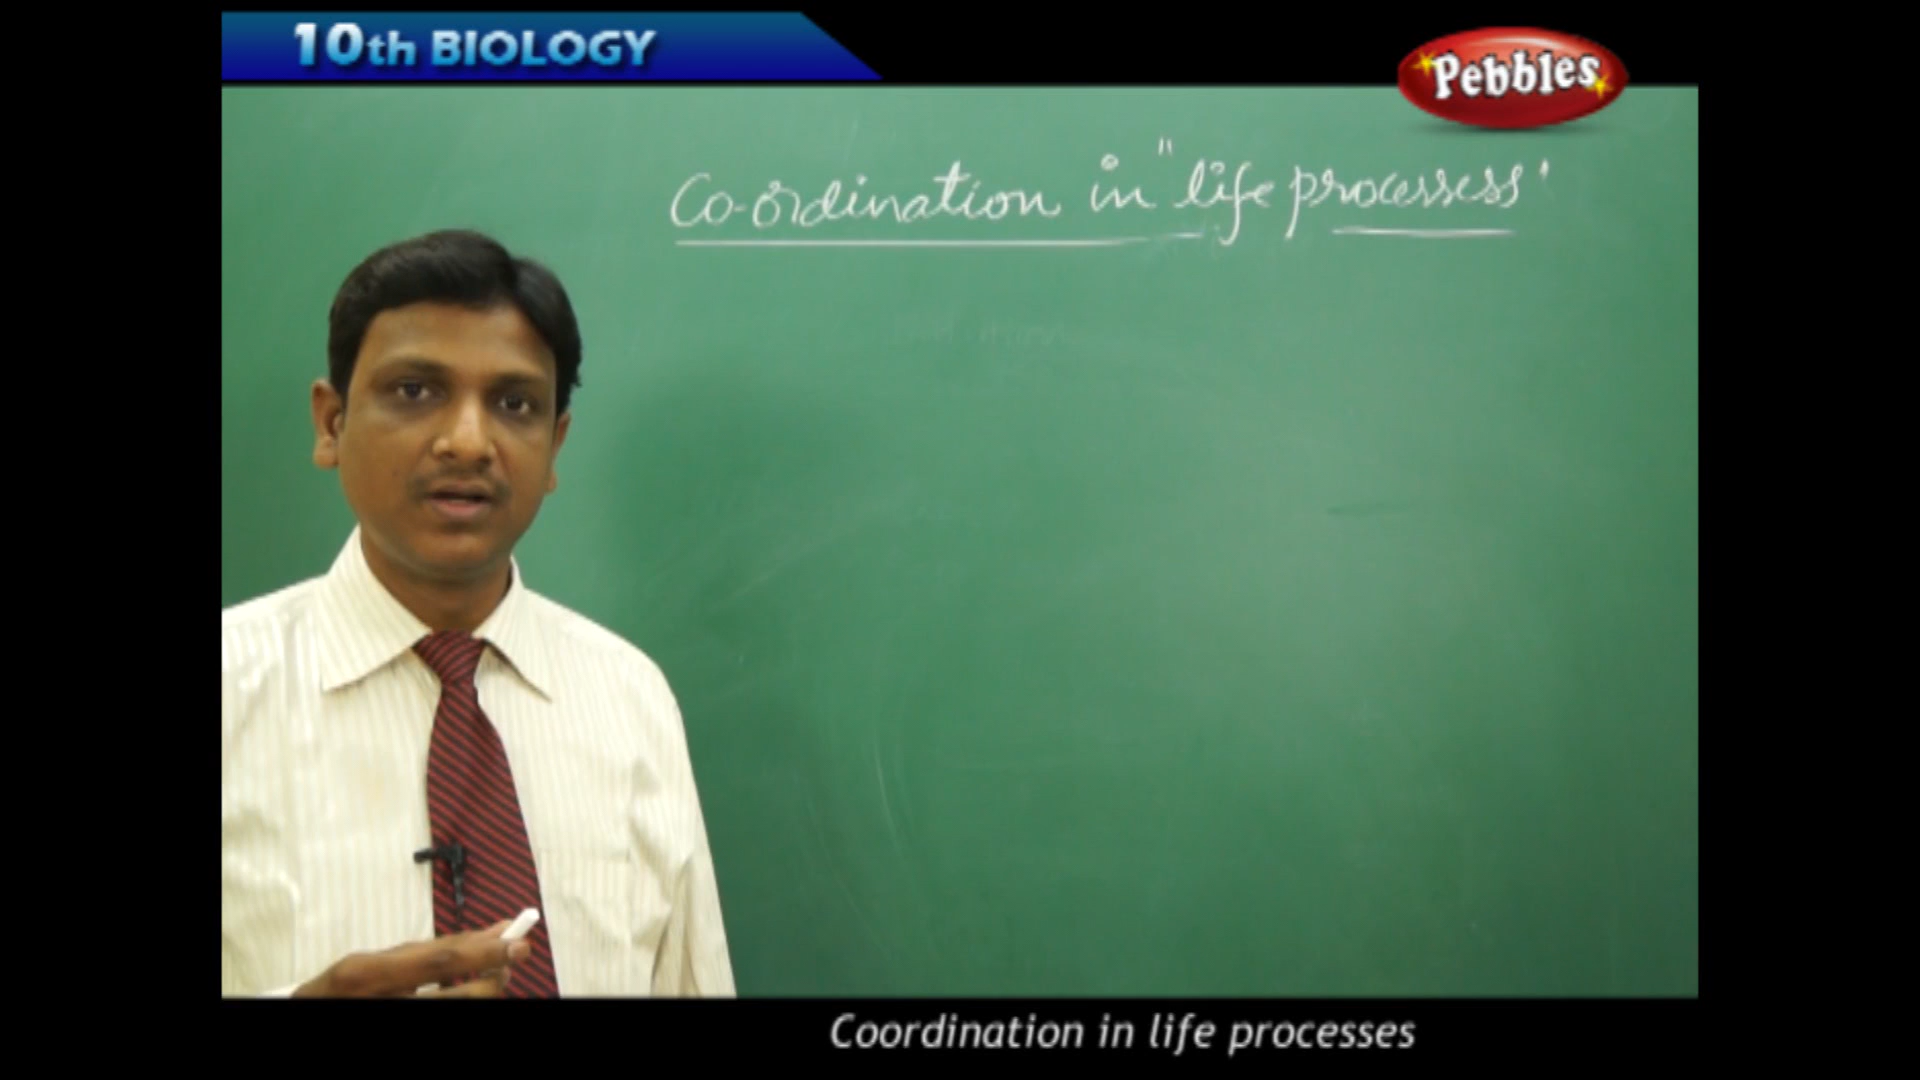 10th BIOLOGY
Pebbles
Co-ordination in "life processess'
Coordination in life processes